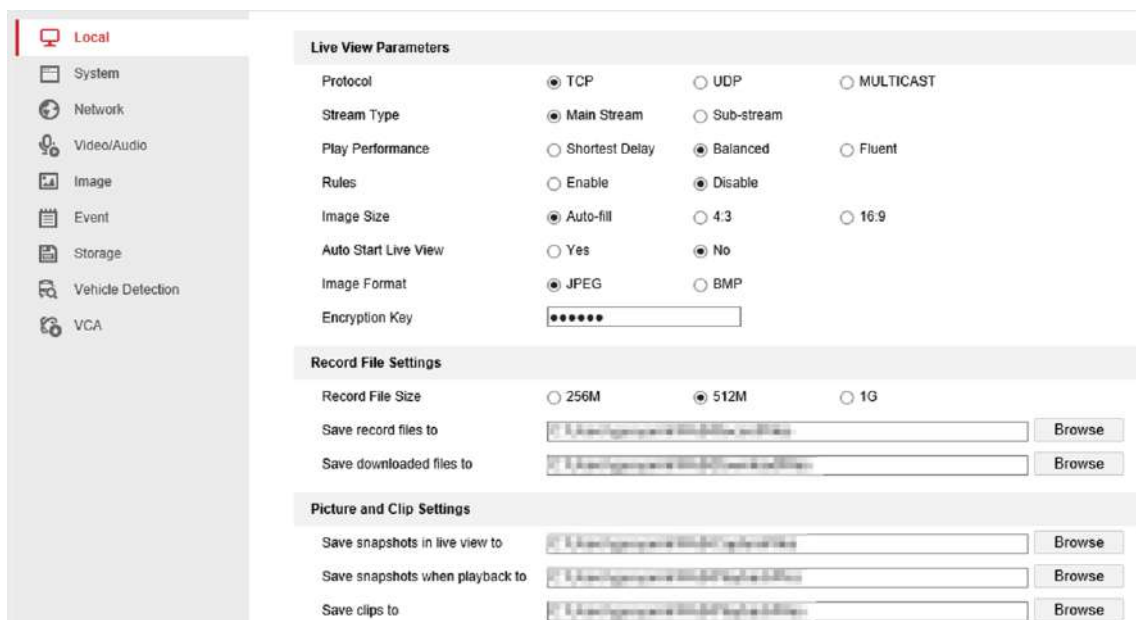 Local
System
Network
Video/Audio
Image
Event
Storage
Vehicle Detection
VCA
Live View Parameters
Protocol TCP UDP MULTICAST
Stream Type Main Stream Sub-stream
Play Performance Shortest Delay Balanced Fluent
Rules Enable Disable
Image Size Auto-fill 4:3 16:9
Auto Start Live View Yes No
Image Format JPEG BMP
Encryption Key ●●●●●●
Record File Settings
Record File Size 256M 512M 1G
Save record files to Browse
Save downloaded files to Browse
Picture and Clip Settings
Save snapshots in live view to Browse
Save snapshots when playback to Browse
Save clips to Browse